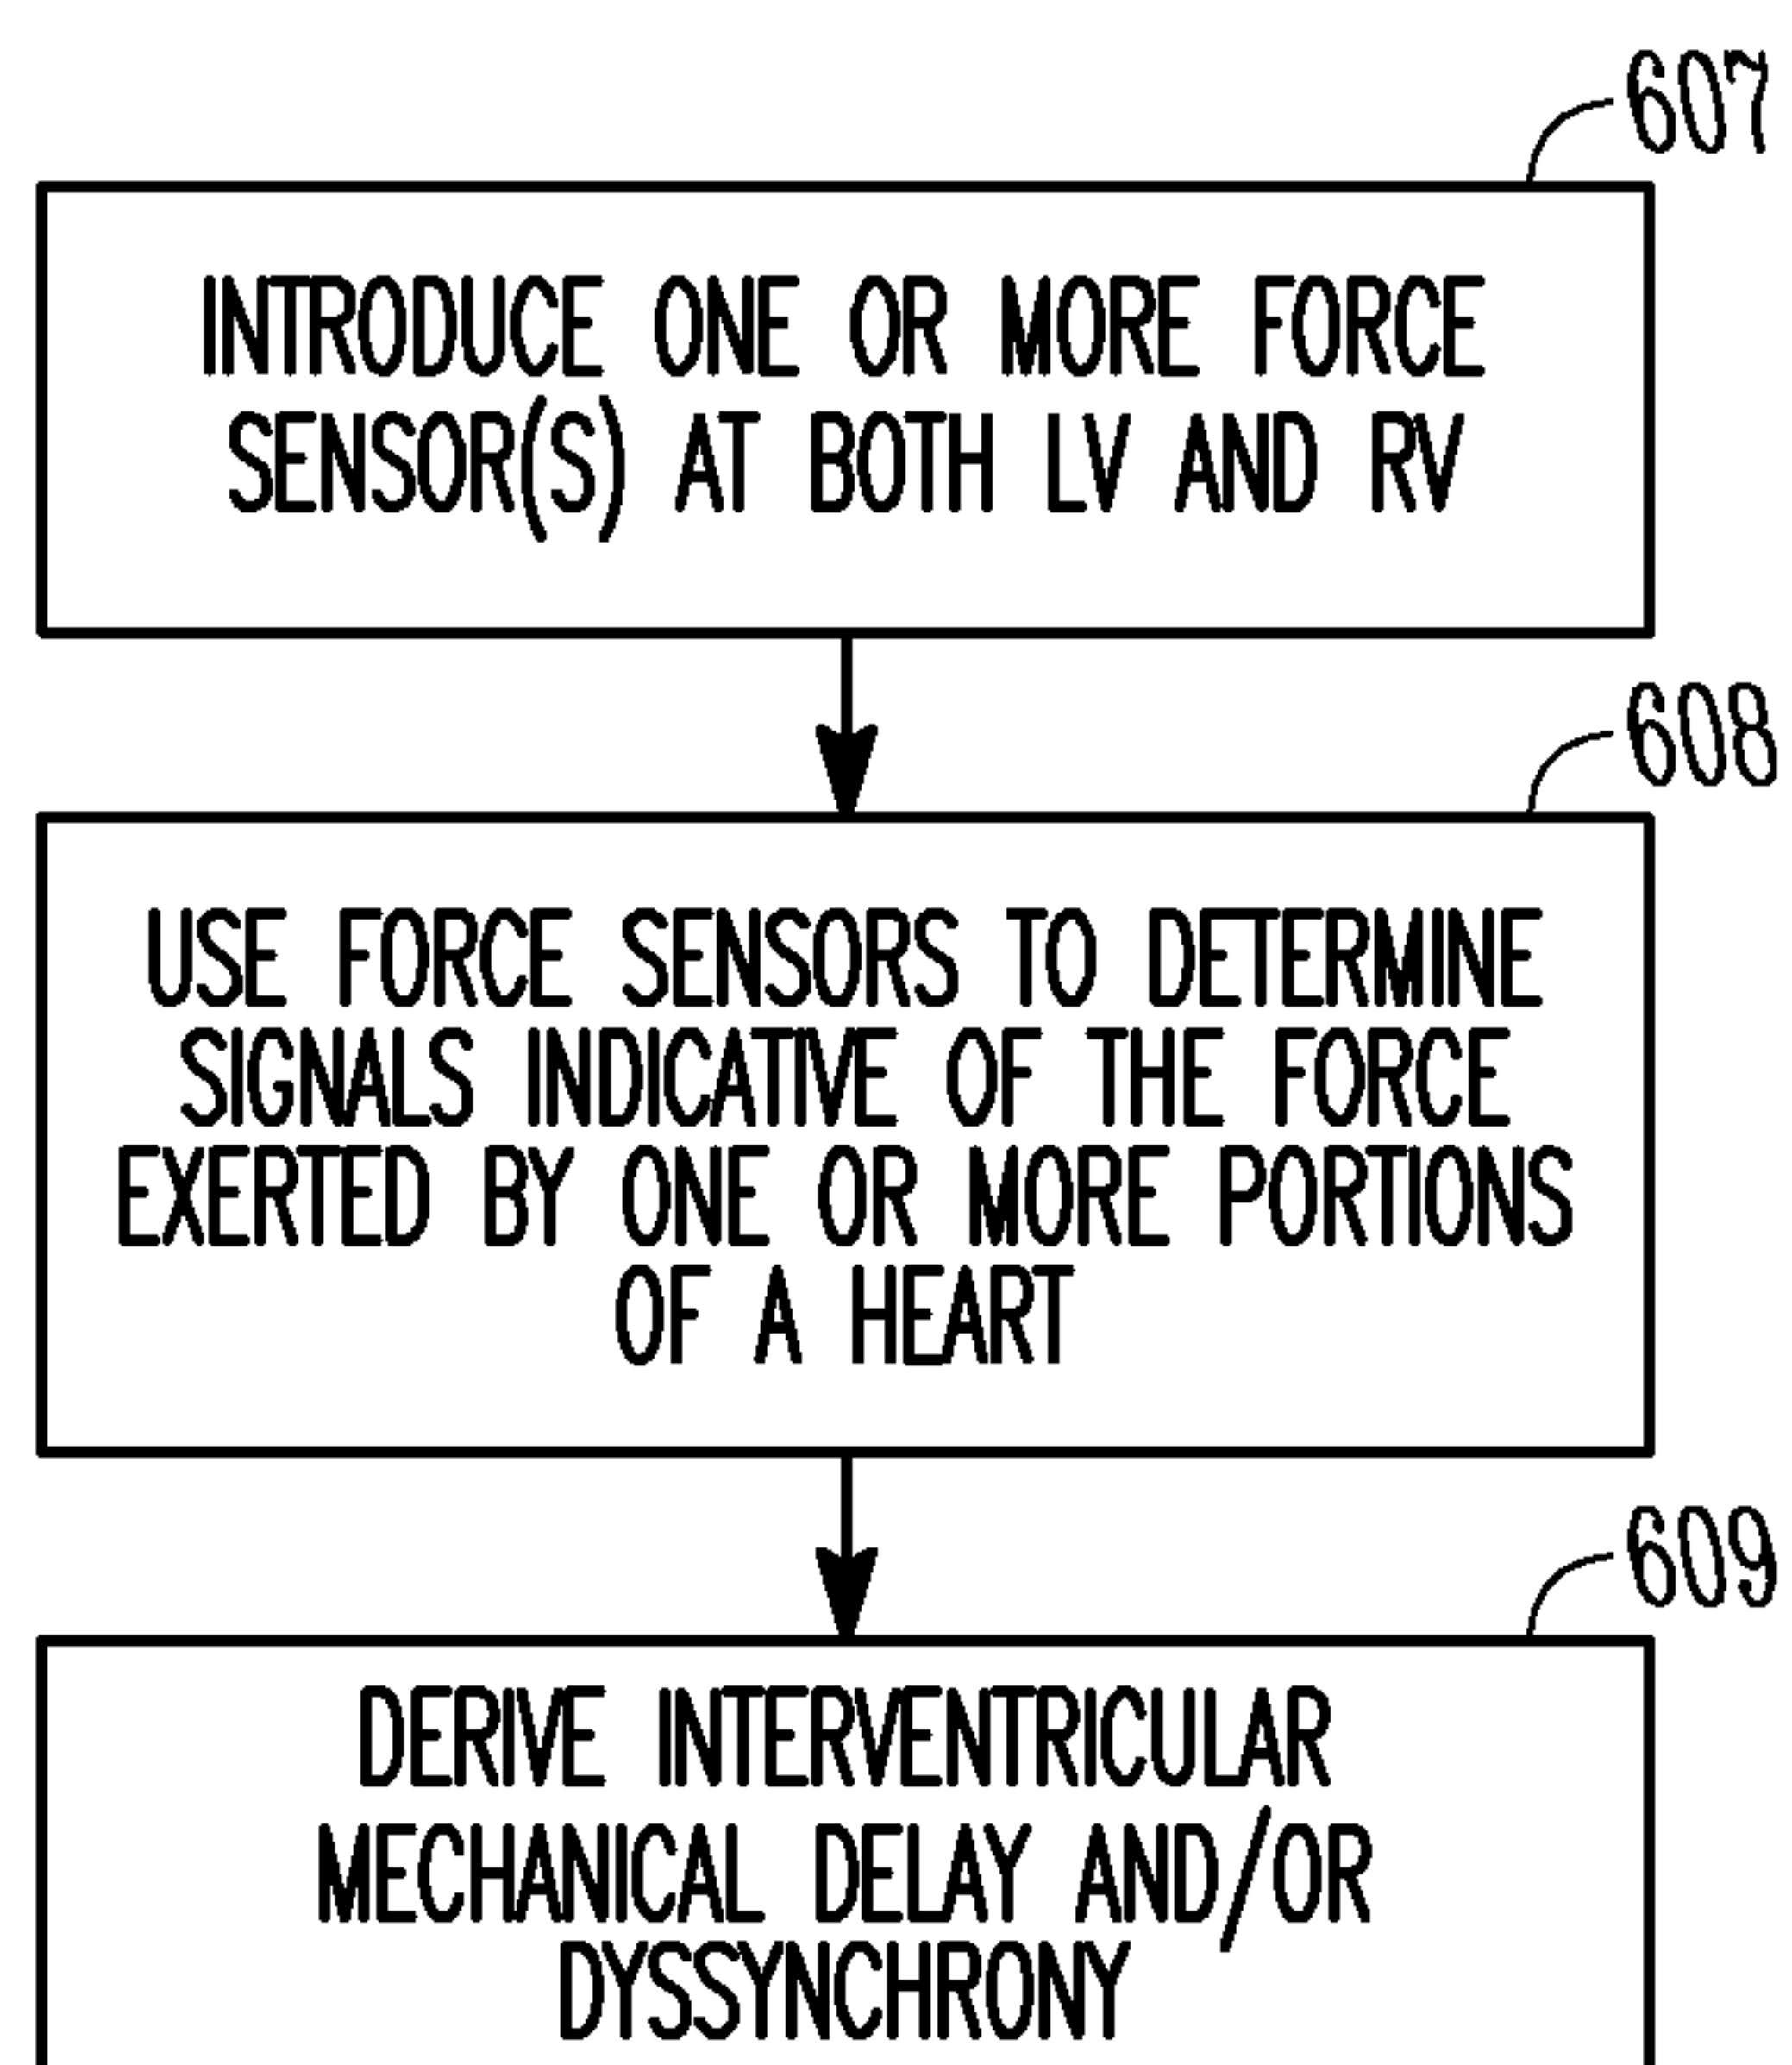 607
INTRODUCE ONE OR MORE FORCE
SENSOR(S) AT BOTH LV AND RV
608
USE FORCE SENSORS TO DETERMINE
SIGNALS INDICATIVE OF THE FORCE
EXERTED BY ONE OR MORE PORTIONS
OF A HEART
609
DERIVE INTERVENTRICULAR
MECHANICAL DELAY AND/OR
DYSSYNCHRONY